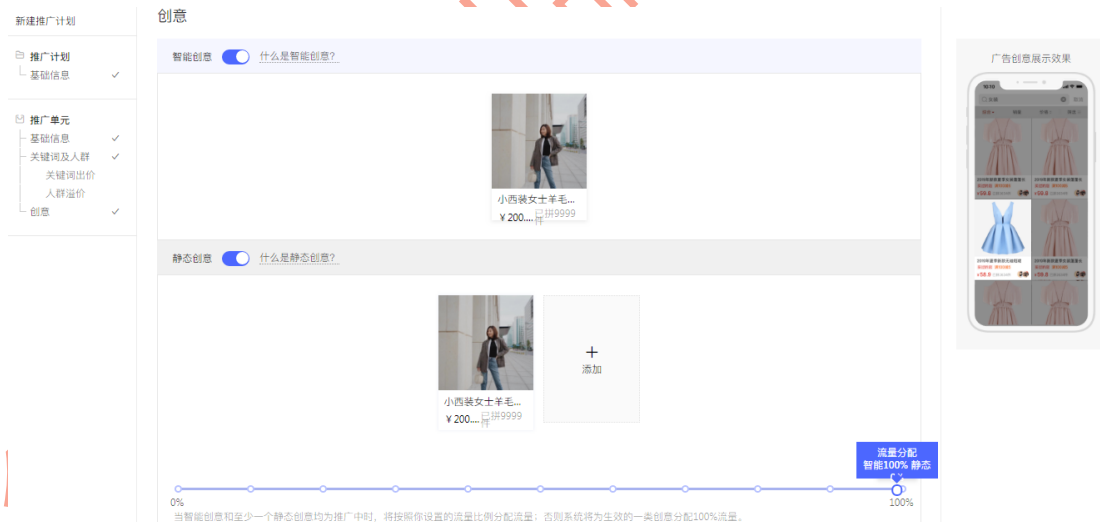 新建推广计划
推广计划
基础信息
推广单元
基础信息
关键词及人群
关键词出价
人群溢价
创意
创意
智能创意
什么是智能创意?
小西装女士羊毛...
¥ 200.... 已拼9999件
静态创意
什么是静态创意?
小西装女士羊毛...
¥ 200.... 已拼9999件
+
添加
流量分配
智能100% 静态
0%
100%
当智能创意和至少一个静态创意均为推广中时，将按照你设置的流量比例分配流量；否则系统将为生效的一类创意分配100%流量。
广告创意展示效果